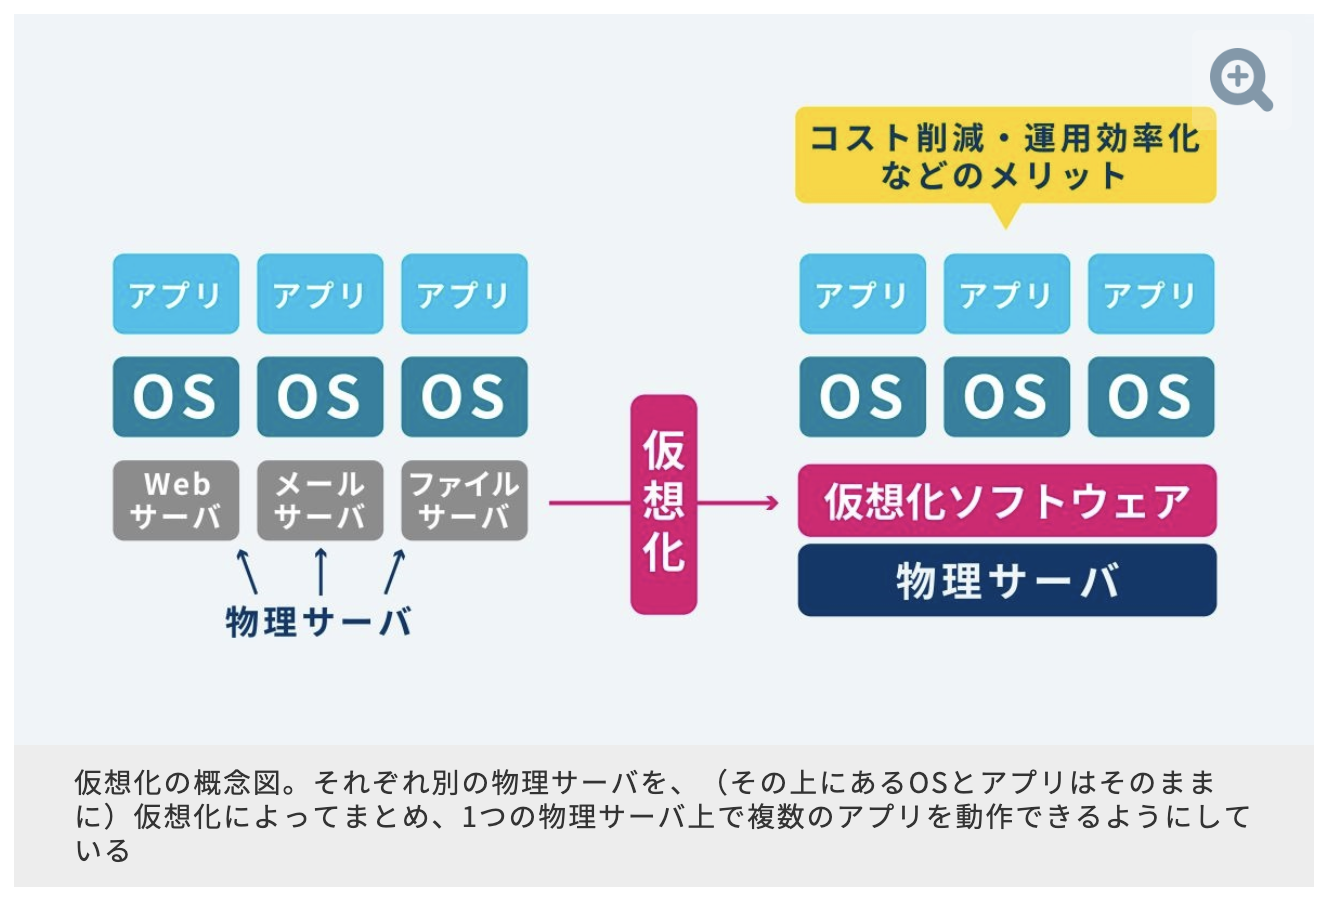 コスト削減・運用効率化
などのメリット
アプリ
アプリ
アプリ
OS
OS
OS
Web
サーバ
メール
サーバ
ファイル
サーバ
物理サーバ
仮想化
アプリ
アプリ
アプリ
OS
OS
OS
仮想化ソフトウェア
物理サーバ
仮想化の概念図。それぞれ別の物理サーバを、（その上にあるOSとアプリはそのまま
に）仮想化によってまとめ、1つの物理サーバ上で複数のアプリを動作できるようにして
いる